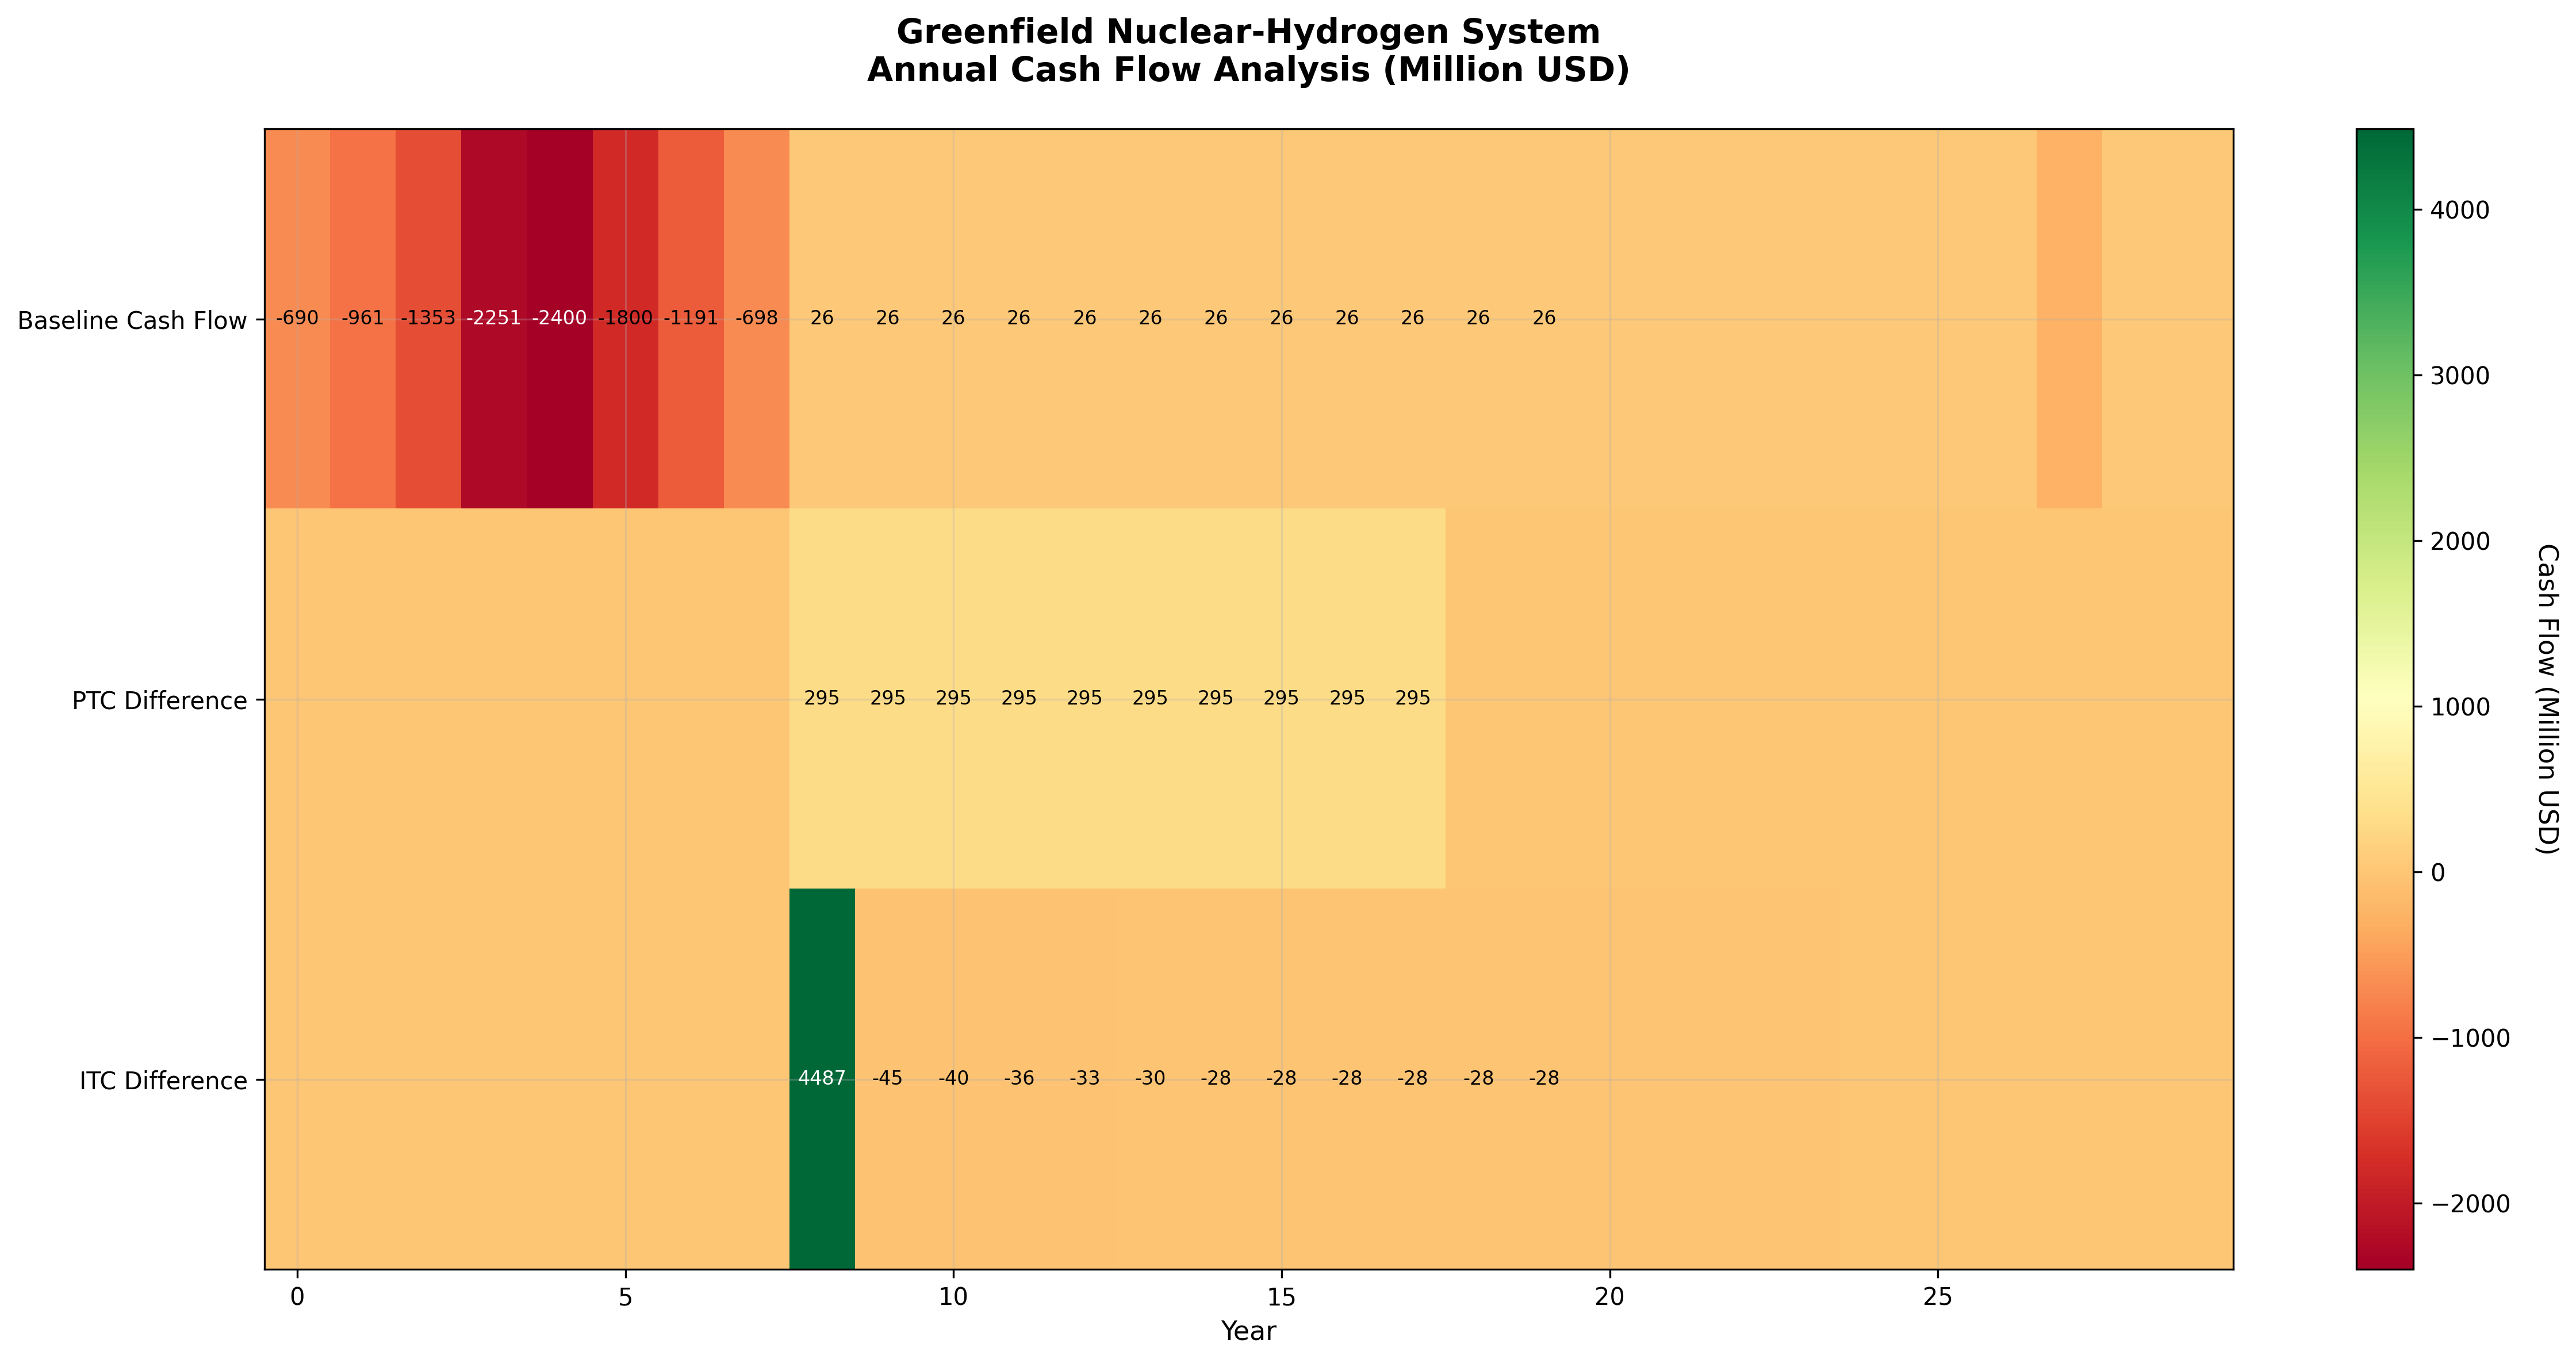 Greenfield Nuclear-Hydrogen System
Annual Cash Flow Analysis (Million USD)
Baseline Cash Flow
-690 -961 -1353 -2251 -2400 -1800 -1191 -698 26 26 26 26 26 26 26 26 26 26 26 26
PTC Difference
295 295 295 295 295 295 295 295 295 295
ITC Difference
4487 -45 -40 -36 -33 -30 -28 -28 -28 -28 -28 -28
0 5 10 15 20 25
Year
4000
3000
2000
1000
0
−1000
−2000
Cash Flow (Million USD)